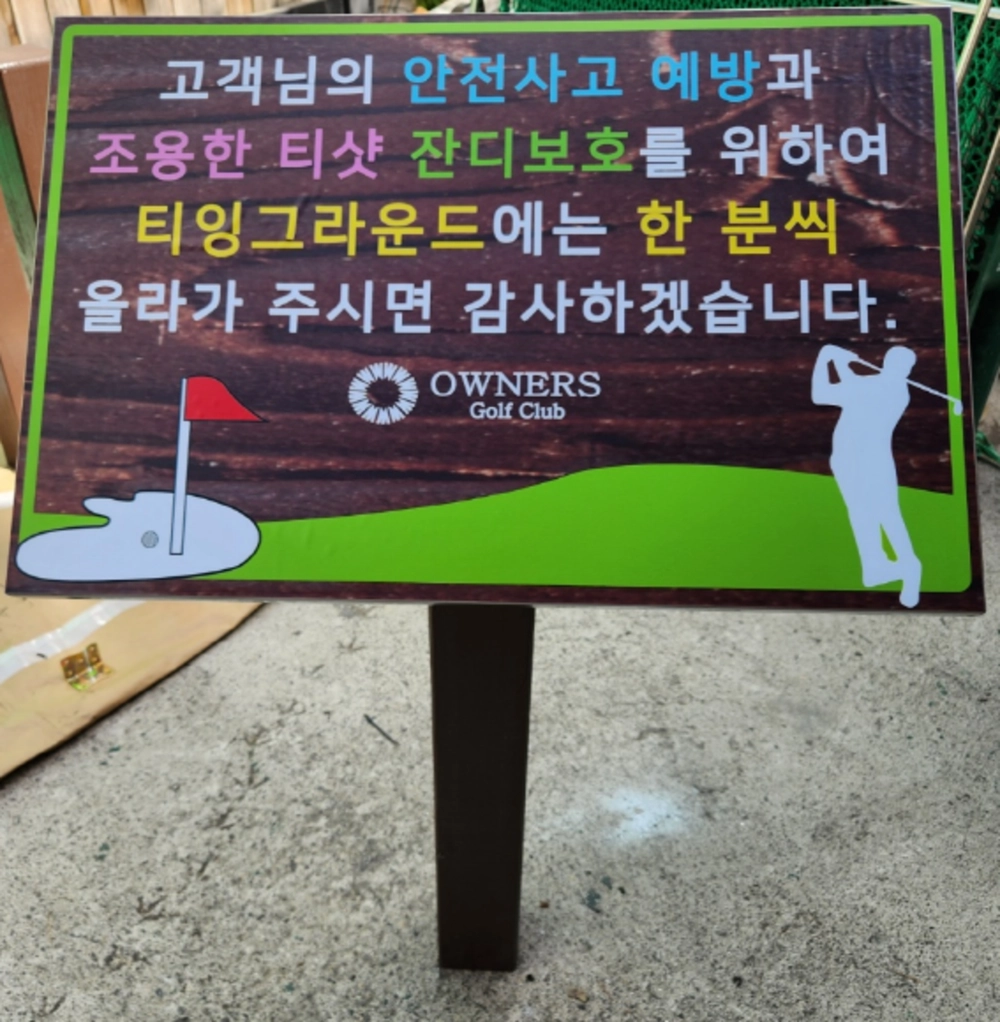 고객님의 안전사고 예방과
조용한 티샷 잔디보호를 위하여
티잉그라운드에는 한 분씩
올라가 주시면 감사하겠습니다.
OWNERS
Golf Club